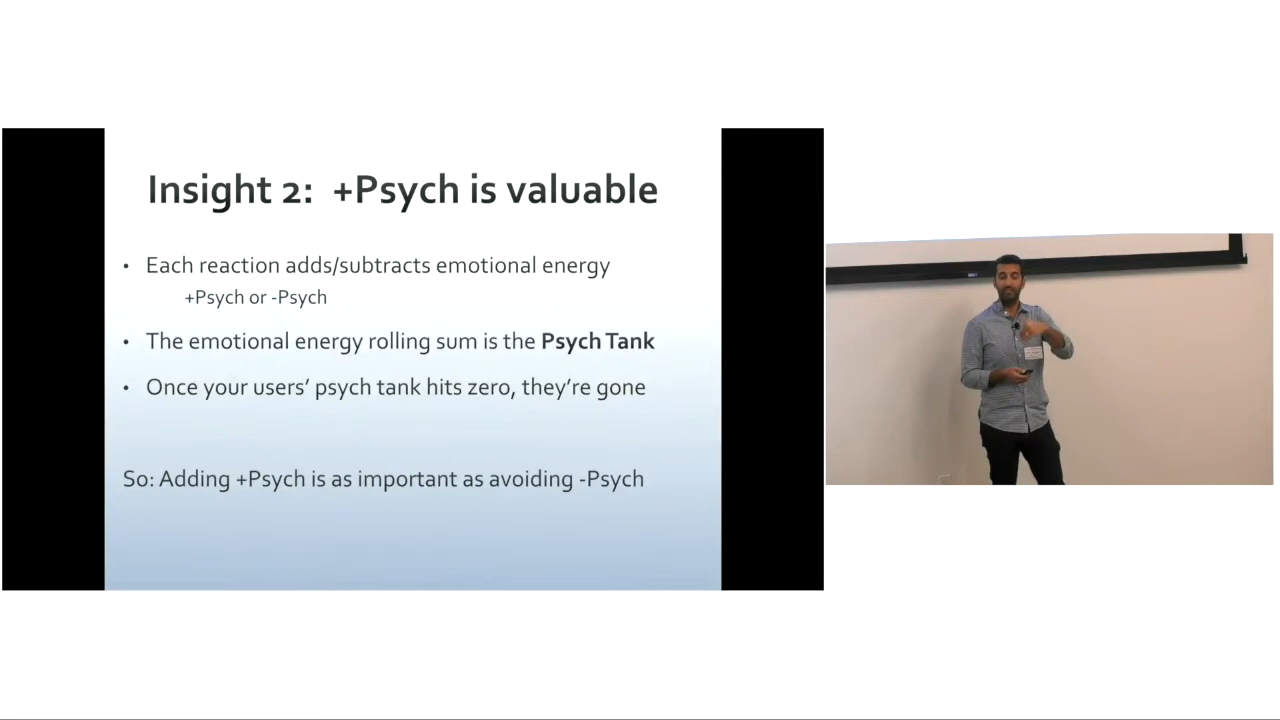 Insight 2: +Psych is valuable
• Each reaction adds/subtracts emotional energy
+Psych or -Psych
• The emotional energy rolling sum is the Psych Tank
• Once your users’ psych tank hits zero, they’re gone
So: Adding +Psych is as important as avoiding -Psych